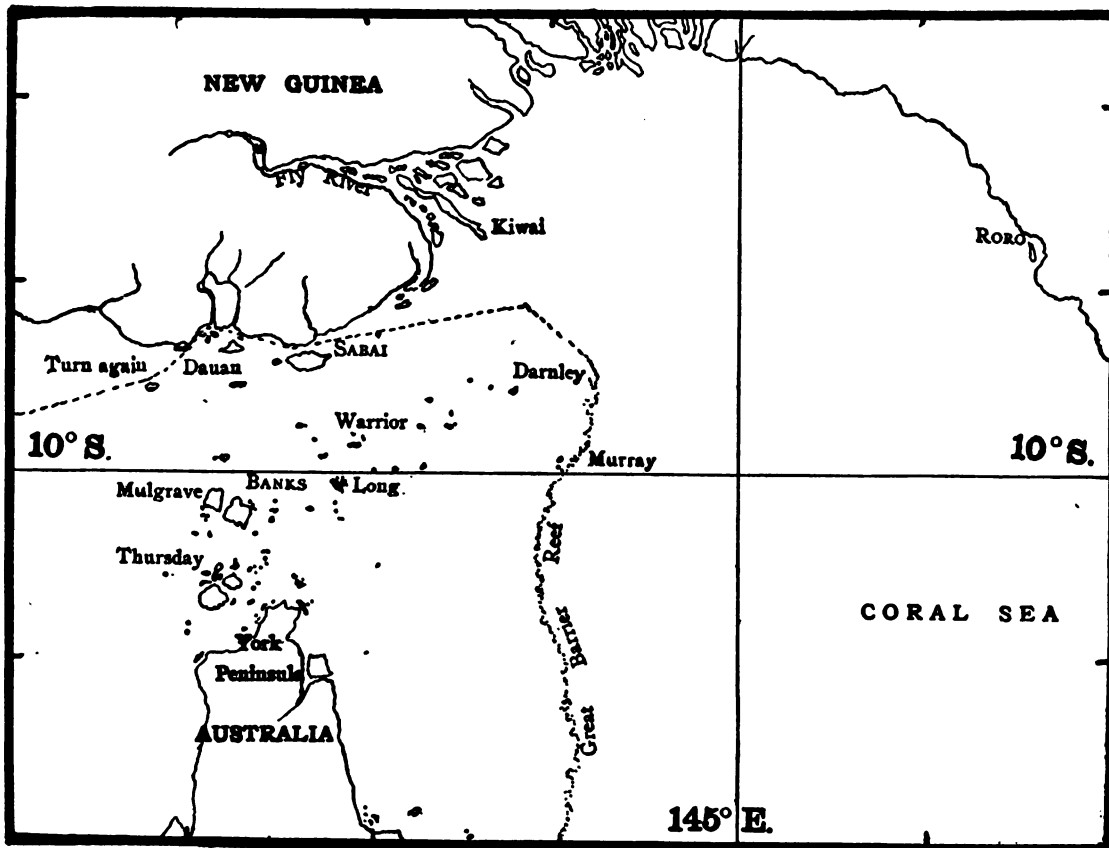 NEW GUINEA
Fly River
Kiwai
RORO
SABAI
Turn again
Dauan
Darnley
Warrior
10° S.
10° S.
Murray
BANKS
Long
Mulgrave
Reef
Thursday
CORAL SEA
Barrier
York
Peninsula
Great
AUSTRALIA
145° E.